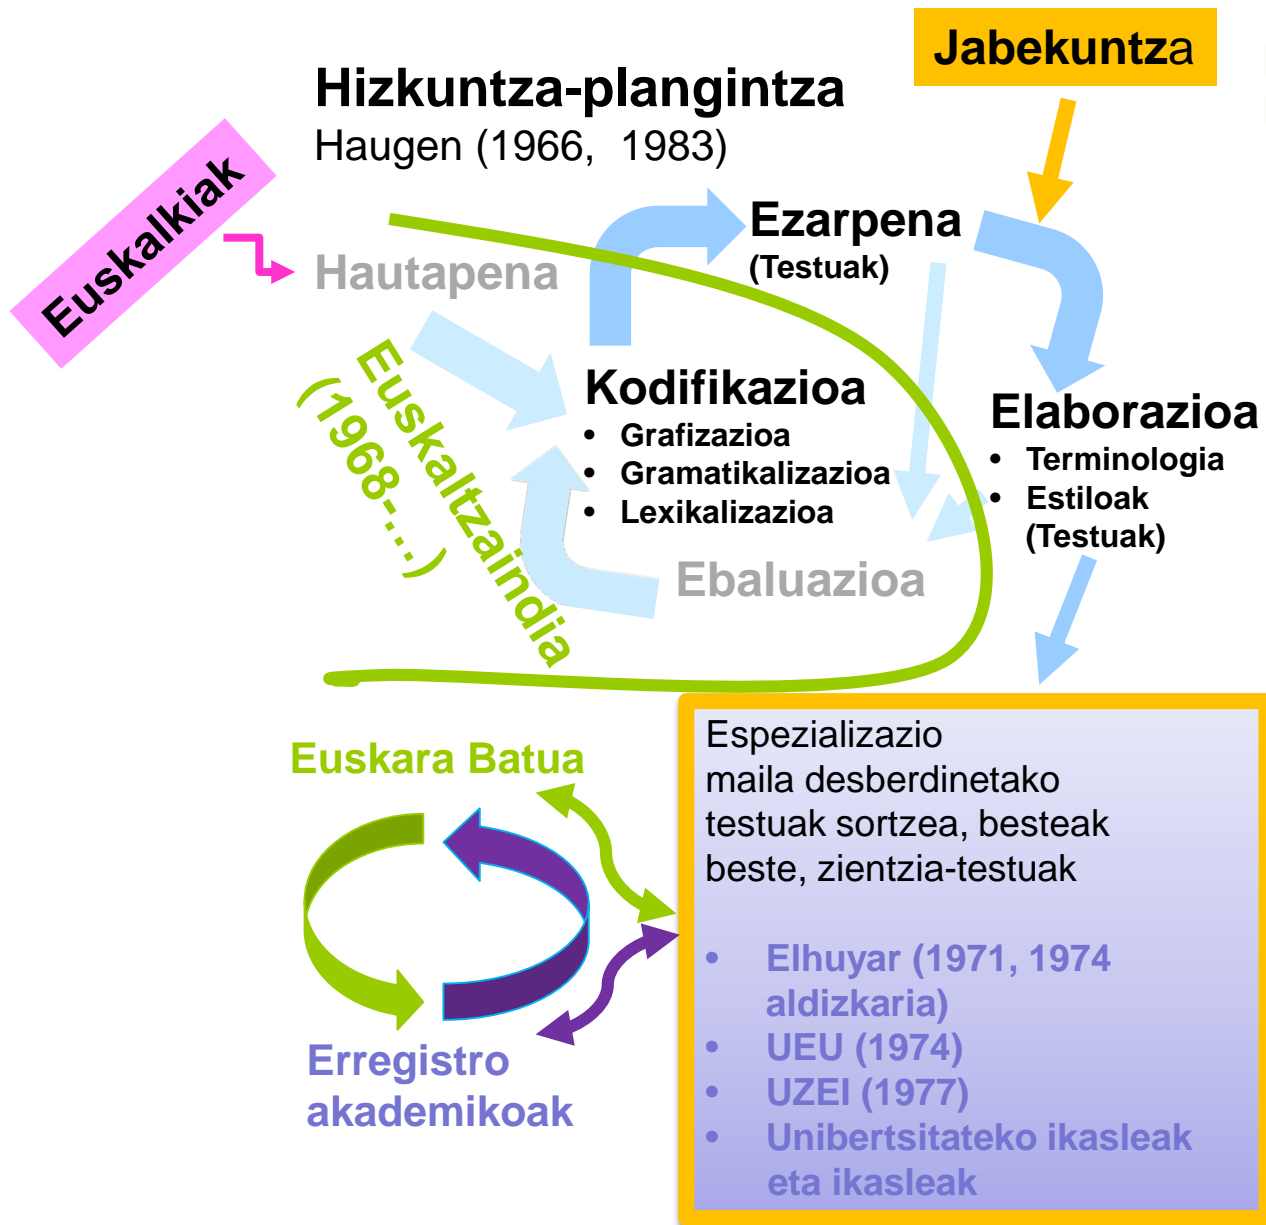 Jabekuntza
Hizkuntza-plangintza
Haugen (1966, 1983)
Euskalkiak
Ezarpena
(Testuak)
Hautapena
Euskaltzaindia
(1968-...)
Kodifikazioa
• Grafizazioa
• Gramatikalizazioa
• Lexikalizazioa
Elaborazioa
• Terminologia
• Estiloak
(Testuak)
Ebaluazioa
Euskara Batua
Erregistro
akademikoak
Espezializazio
maila desberdinetako
testuak sortzea, besteak
beste, zientzia-testuak
• Elhuyar (1971, 1974
aldizkaria)
• UEU (1974)
• UZEI (1977)
• Unibertsitateko ikasleak
eta ikasleak